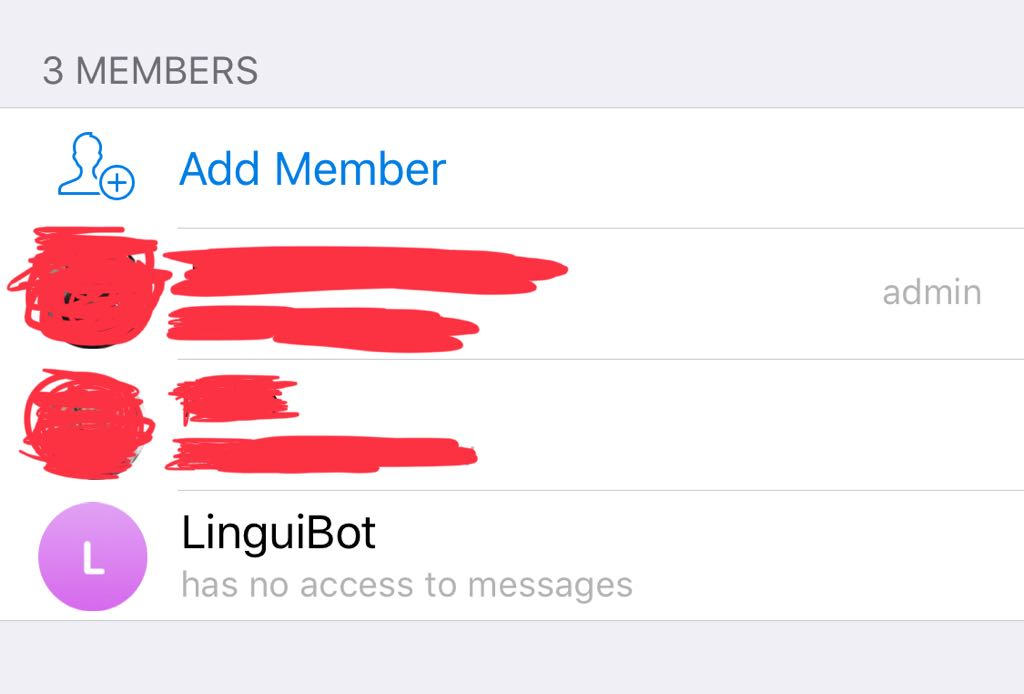 3 MEMBERS
Add Member
admin
L
LinguiBot
has no access to messages